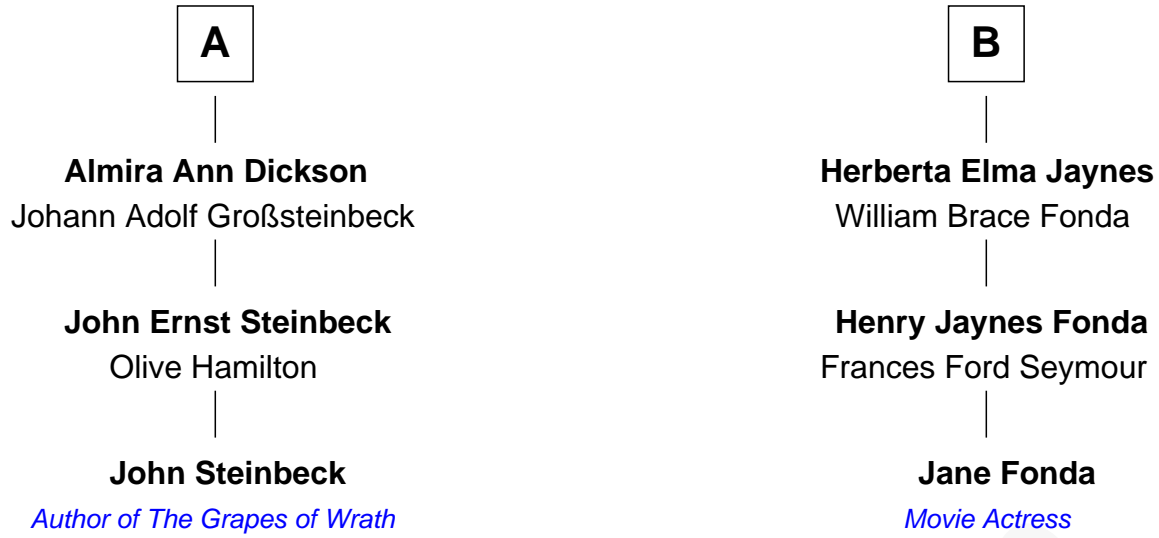 A
Almira Ann Dickson
Johann Adolf Großsteinbeck
John Ernst Steinbeck
Olive Hamilton
John Steinbeck
Author of The Grapes of Wrath
B
Herberta Elma Jaynes
William Brace Fonda
Henry Jaynes Fonda
Frances Ford Seymour
Jane Fonda
Movie Actress